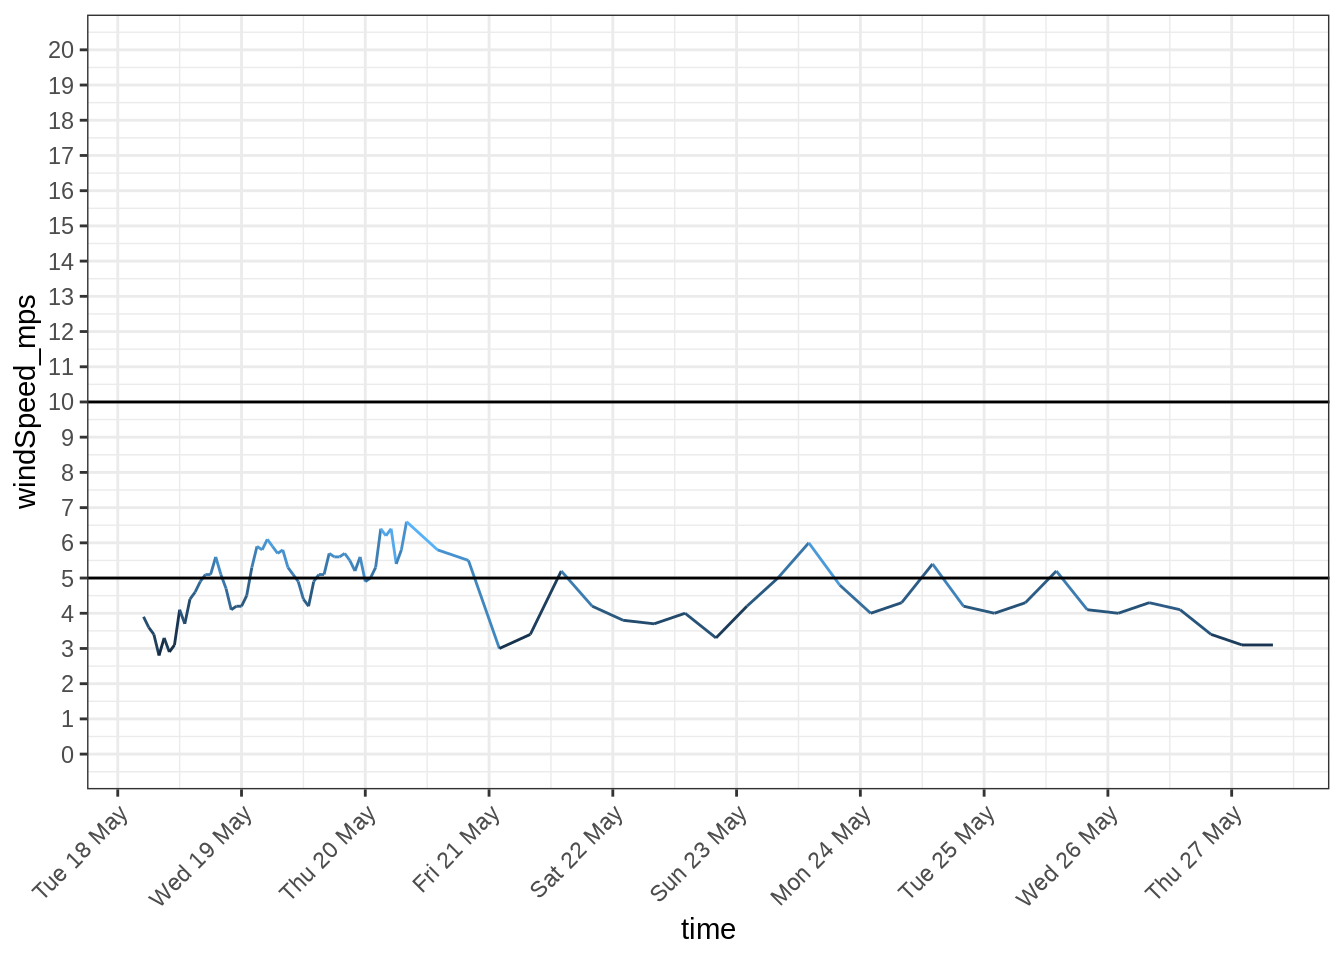 windSpeed_mps
20
19
18
17
16
15
14
13
12
11
10
9
8
7
6
5
4
3
2
1
0
Tue 18 May
Wed 19 May
Thu 20 May
Fri 21 May
Sat 22 May
Sun 23 May
Mon 24 May
Tue 25 May
Wed 26 May
Thu 27 May
time